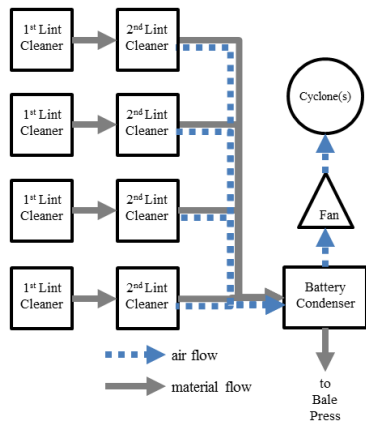 1st Lint
Cleaner
2nd Lint
Cleaner
1st Lint
Cleaner
2nd Lint
Cleaner
1st Lint
Cleaner
2nd Lint
Cleaner
1st Lint
Cleaner
2nd Lint
Cleaner
Cyclone(s)
Fan
Battery
Condenser
air flow
material flow
to
Bale
Press